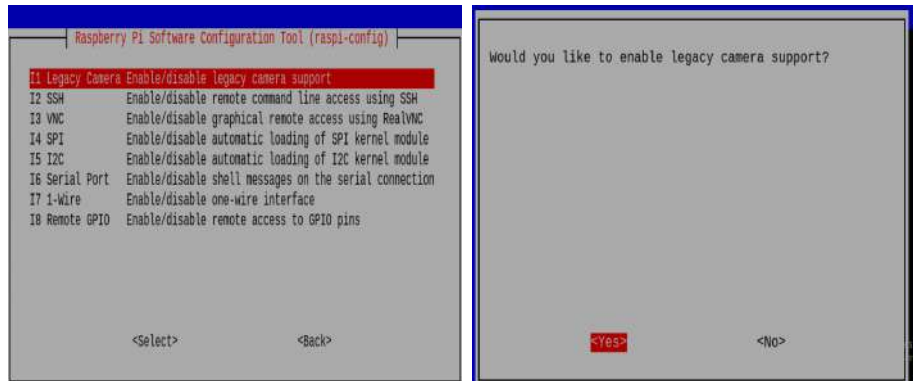 Raspberry Pi Software Configuration Tool (raspi-config)
I1 Legacy Camera Enable/disable legacy camera support
I2 SSH Enable/disable remote command line access using SSH
I3 VNC Enable/disable graphical remote access using RealVNC
I4 SPI Enable/disable automatic loading of SPI kernel module
I5 I2C Enable/disable automatic loading of I2C kernel module
I6 Serial Port Enable/disable shell messages on the serial connection
I7 1-Wire Enable/disable one-wire interface
I8 Remote GPIO Enable/disable remote access to GPIO pins
<Select> <Back>
Would you like to enable legacy camera support?
<Yes> <No>